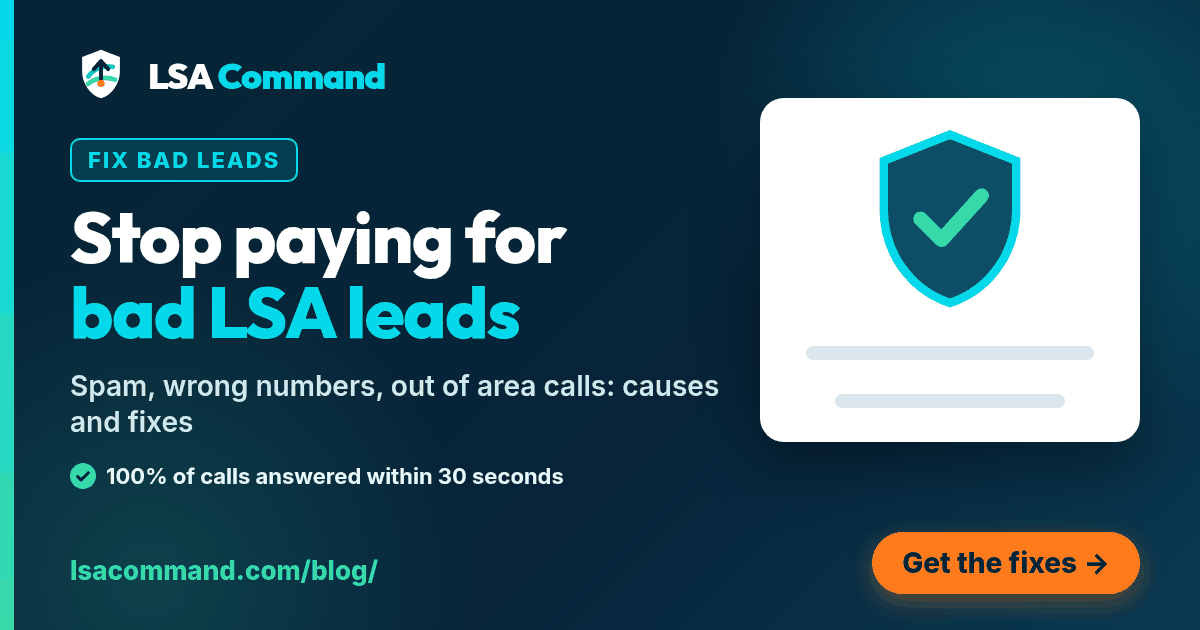 LSA Command
FIX BAD LEADS
Stop paying for
bad LSA leads
Spam, wrong numbers, out of area calls: causes
and fixes
100% of calls answered within 30 seconds
lsacommand.com/blog/
Get the fixes →